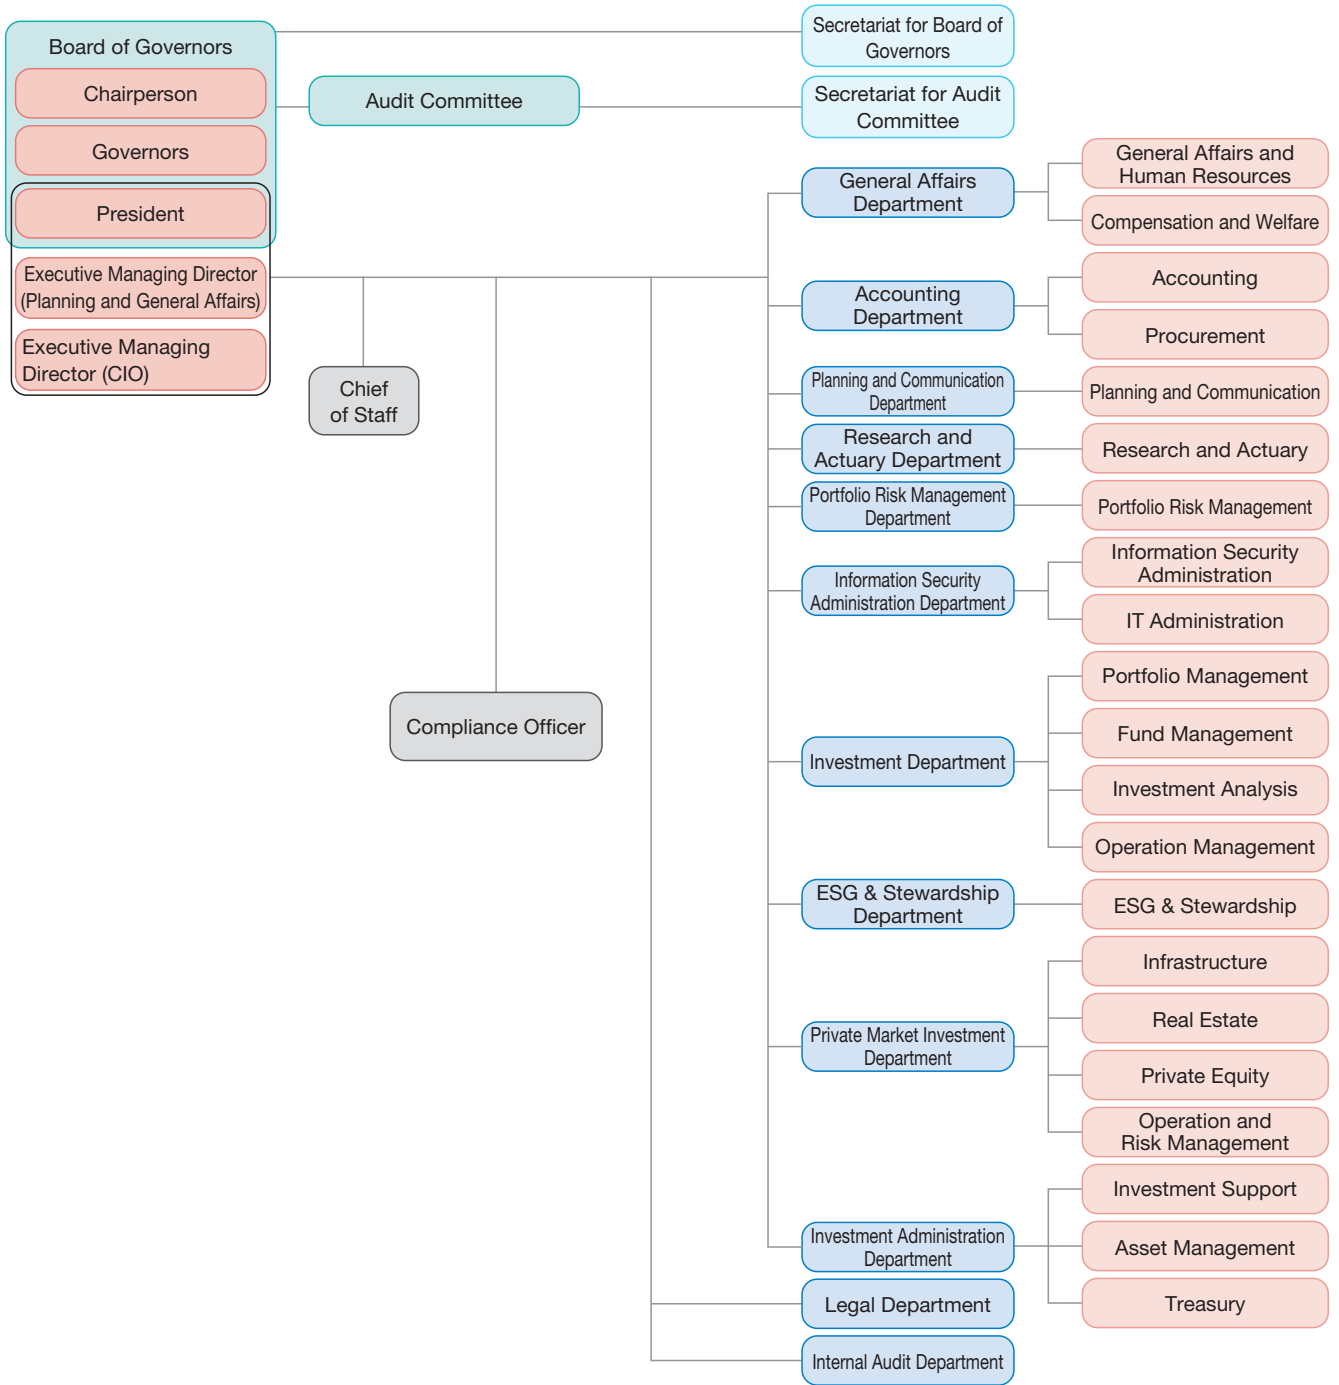 Board of Governors
Chairperson
Governors
President
Executive Managing Director
(Planning and General Affairs)
Executive Managing
Director (CIO)
Audit Committee
Chief
of Staff
Compliance Officer
Secretariat for Board of
Governors
Secretariat for Audit
Committee
General Affairs
Department
General Affairs and
Human Resources
Compensation and Welfare
Accounting
Department
Accounting
Procurement
Planning and Communication
Department
Planning and Communication
Research and
Actuary Department
Research and Actuary
Portfolio Risk Management
Department
Portfolio Risk Management
Information Security
Administration Department
Information Security
Administration
IT Administration
Investment Department
Portfolio Management
Fund Management
Investment Analysis
Operation Management
ESG & Stewardship
Department
ESG & Stewardship
Private Market Investment
Department
Infrastructure
Real Estate
Private Equity
Operation and
Risk Management
Investment Administration
Department
Investment Support
Asset Management
Treasury
Legal Department
Internal Audit Department